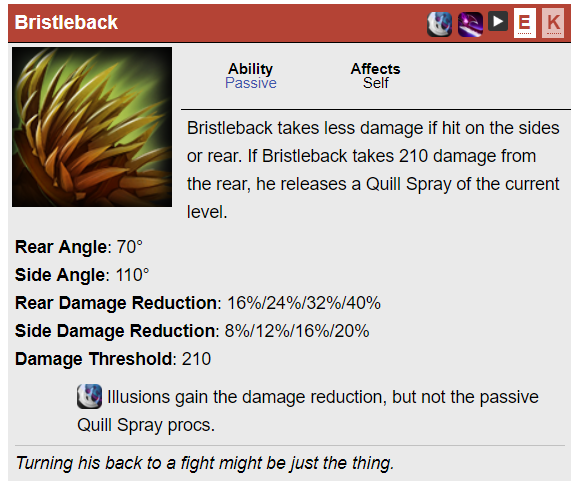 Bristleback E K
Ability Affects
Passive Self
Bristleback takes less damage if hit on the sides
or rear. If Bristleback takes 210 damage from
the rear, he releases a Quill Spray of the current
level.
Rear Angle: 70°
Side Angle: 110°
Rear Damage Reduction: 16%/24%/32%/40%
Side Damage Reduction: 8%/12%/16%/20%
Damage Threshold: 210
Illusions gain the damage reduction, but not the passive
Quill Spray procs.
Turning his back to a fight might be just the thing.